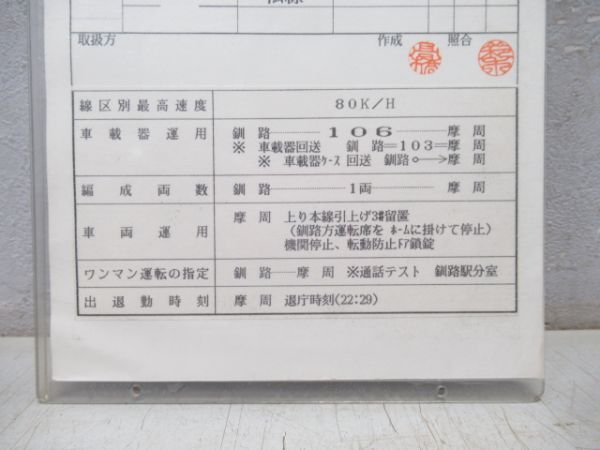 取扱方 作成 照合
線区別最高速度 80K/H
車載器運用 釧路 106 摩周
※ 車載器回送 釧路=103=摩周
※ 車載器ｹｰｽ回送 釧路○→摩周
編成両数 釧路 1両 摩周
車両運用 摩周 上り本線引上げ3番留置
(釧路方運転席を ﾎｰﾑに掛けて停止)
機関停止、転動防止ﾄﾞｱ鎖錠
ワンマン運転の指定 釧路 摩周 ※通話テスト 釧路駅分室
出退勤時刻 摩周 退庁時刻(22:29)